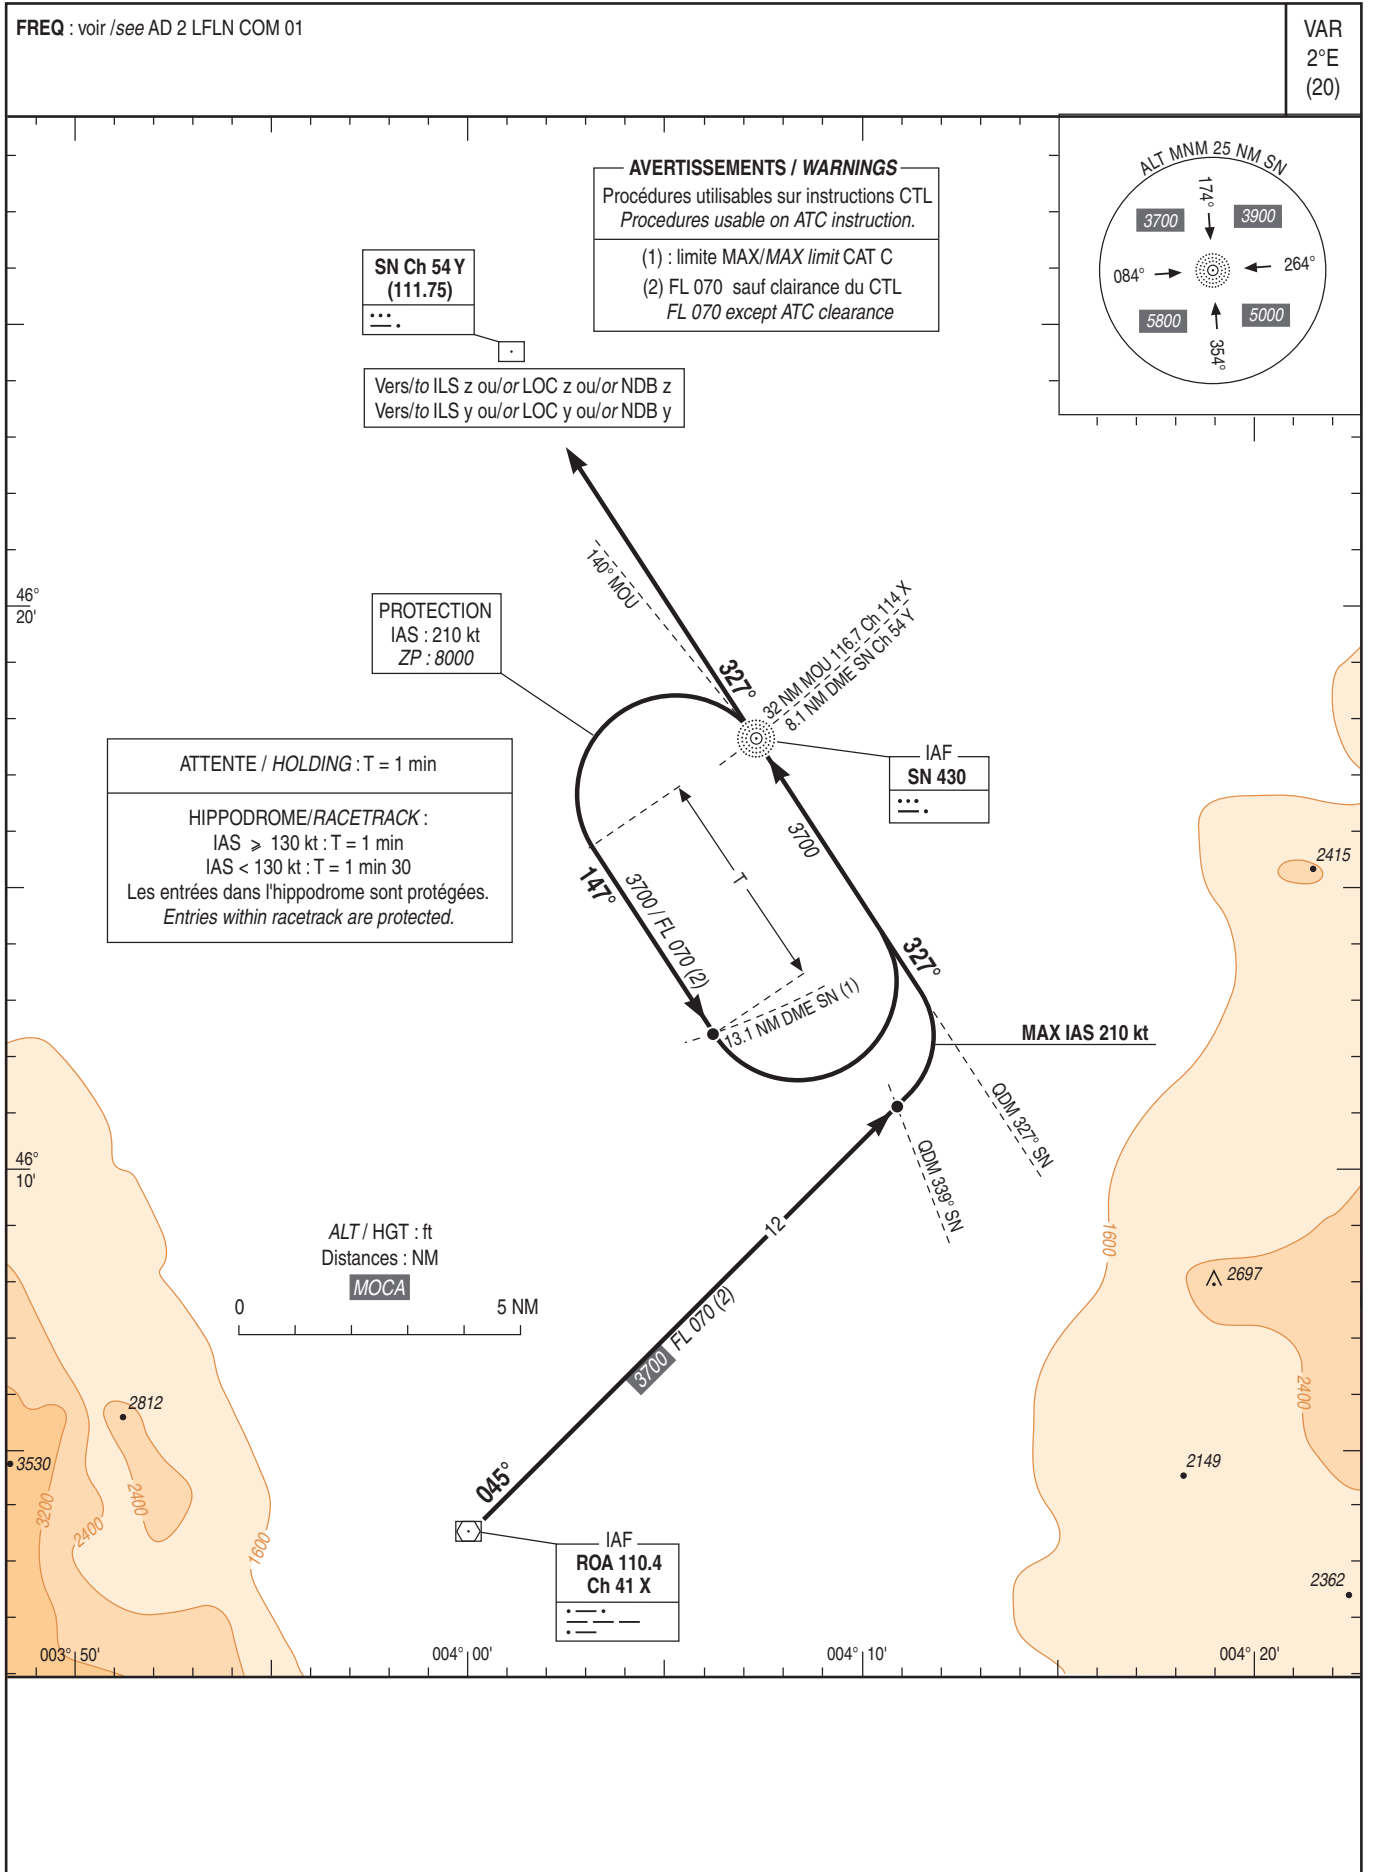 FREQ : voir /see AD 2 LFLN COM 01
VAR
2°E
(20)
AVERTISSEMENTS / WARNINGS
Procédures utilisables sur instructions CTL
Procedures usable on ATC instruction.
(1) : limite MAX/MAX limit CAT C
(2) FL 070 sauf clairance du CTL
FL 070 except ATC clearance
ALT MNM 25 NM SN
174°
3700
3900
084°
264°
5800
5000
354°
SN Ch 54 Y
(111.75)
Vers/to ILS z ou/or LOC z ou/or NDB z
Vers/to ILS y ou/or LOC y ou/or NDB y
140° MOU
46°
20'
PROTECTION
IAS : 210 kt
ZP : 8000
327°
32 NM MOU 116.7 Ch 114 X
8.1 NM DME SN Ch 54 Y
IAF
SN 430
ATTENTE / HOLDING : T = 1 min
HIPPODROME/RACETRACK :
IAS ⩾ 130 kt : T = 1 min
IAS < 130 kt : T = 1 min 30
Les entrées dans l'hippodrome sont protégées.
Entries within racetrack are protected.
3700
T
147°
3700 / FL 070 (2)
327°
13.1 NM DME SN (1)
MAX IAS 210 kt
2415
QDM 327° SN
QDM 339° SN
46°
10'
ALT / HGT : ft
Distances : NM
MOCA
0
5 NM
12
3700 FL 070 (2)
045°
1600
2697
2400
2812
3530
3200
2400
2400
1600
2149
2362
IAF
ROA 110.4
Ch 41 X
003° 50'
004° 00'
004° 10'
004° 20'